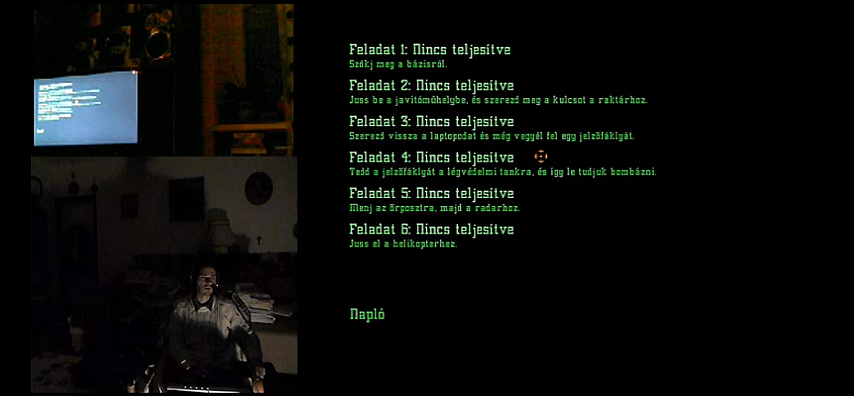 Feladat 1: Nincs teljesítve
Szökj meg a bázisról.
Feladat 2: Nincs teljesítve
Juss be a javítóműhelybe, és szerezd meg a kulcsot a raktárhoz.
Feladat 3: Nincs teljesítve
Szerezd vissza a laptopodat és még vegyél fel egy jelzőfáklyát.
Feladat 4: Nincs teljesítve
Tedd a jelzőfáklyát a légvédelmi tankra, és így le tudjuk bombázni.
Feladat 5: Nincs teljesítve
Menj az őrposztra, majd a radarhoz.
Feladat 6: Nincs teljesítve
Juss el a helikopterhez.
Napló